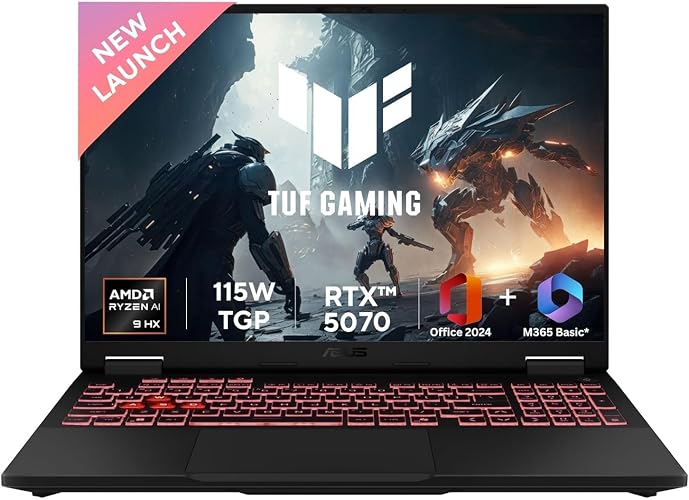 NEW
LAUNCH
TUF GAMING
AMD
RYZEN AI
9 HX
115W
TGP
RTX™
5070
Office 2024
+
M365 Basic*
ASUS